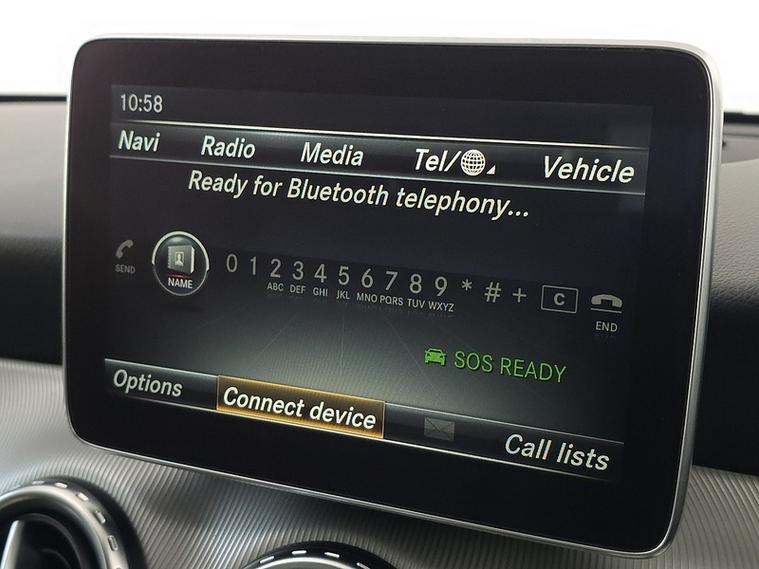 10:58
Navi Radio Media Tel/ Vehicle
Ready for Bluetooth telephony...
0 1 2 3 4 5 6 7 8 9 * # + C
SEND NAME ABC DEF GHI JKL MNO PQRS TUV WXYZ END
SOS READY
Options Connect device Call lists